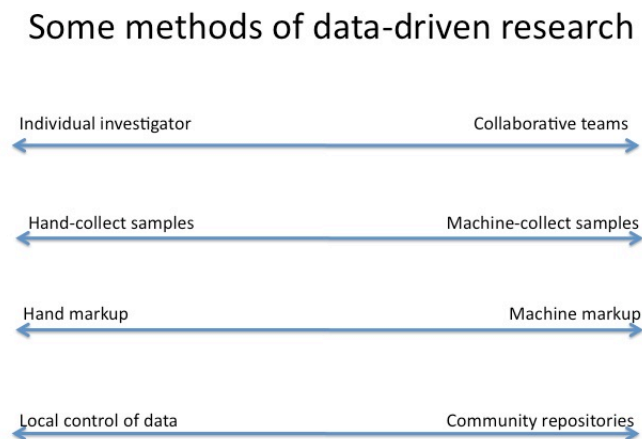 Some methods of data-driven research
Individual investigator Collaborative teams
Hand-collect samples Machine-collect samples
Hand markup Machine markup
Local control of data Community repositories